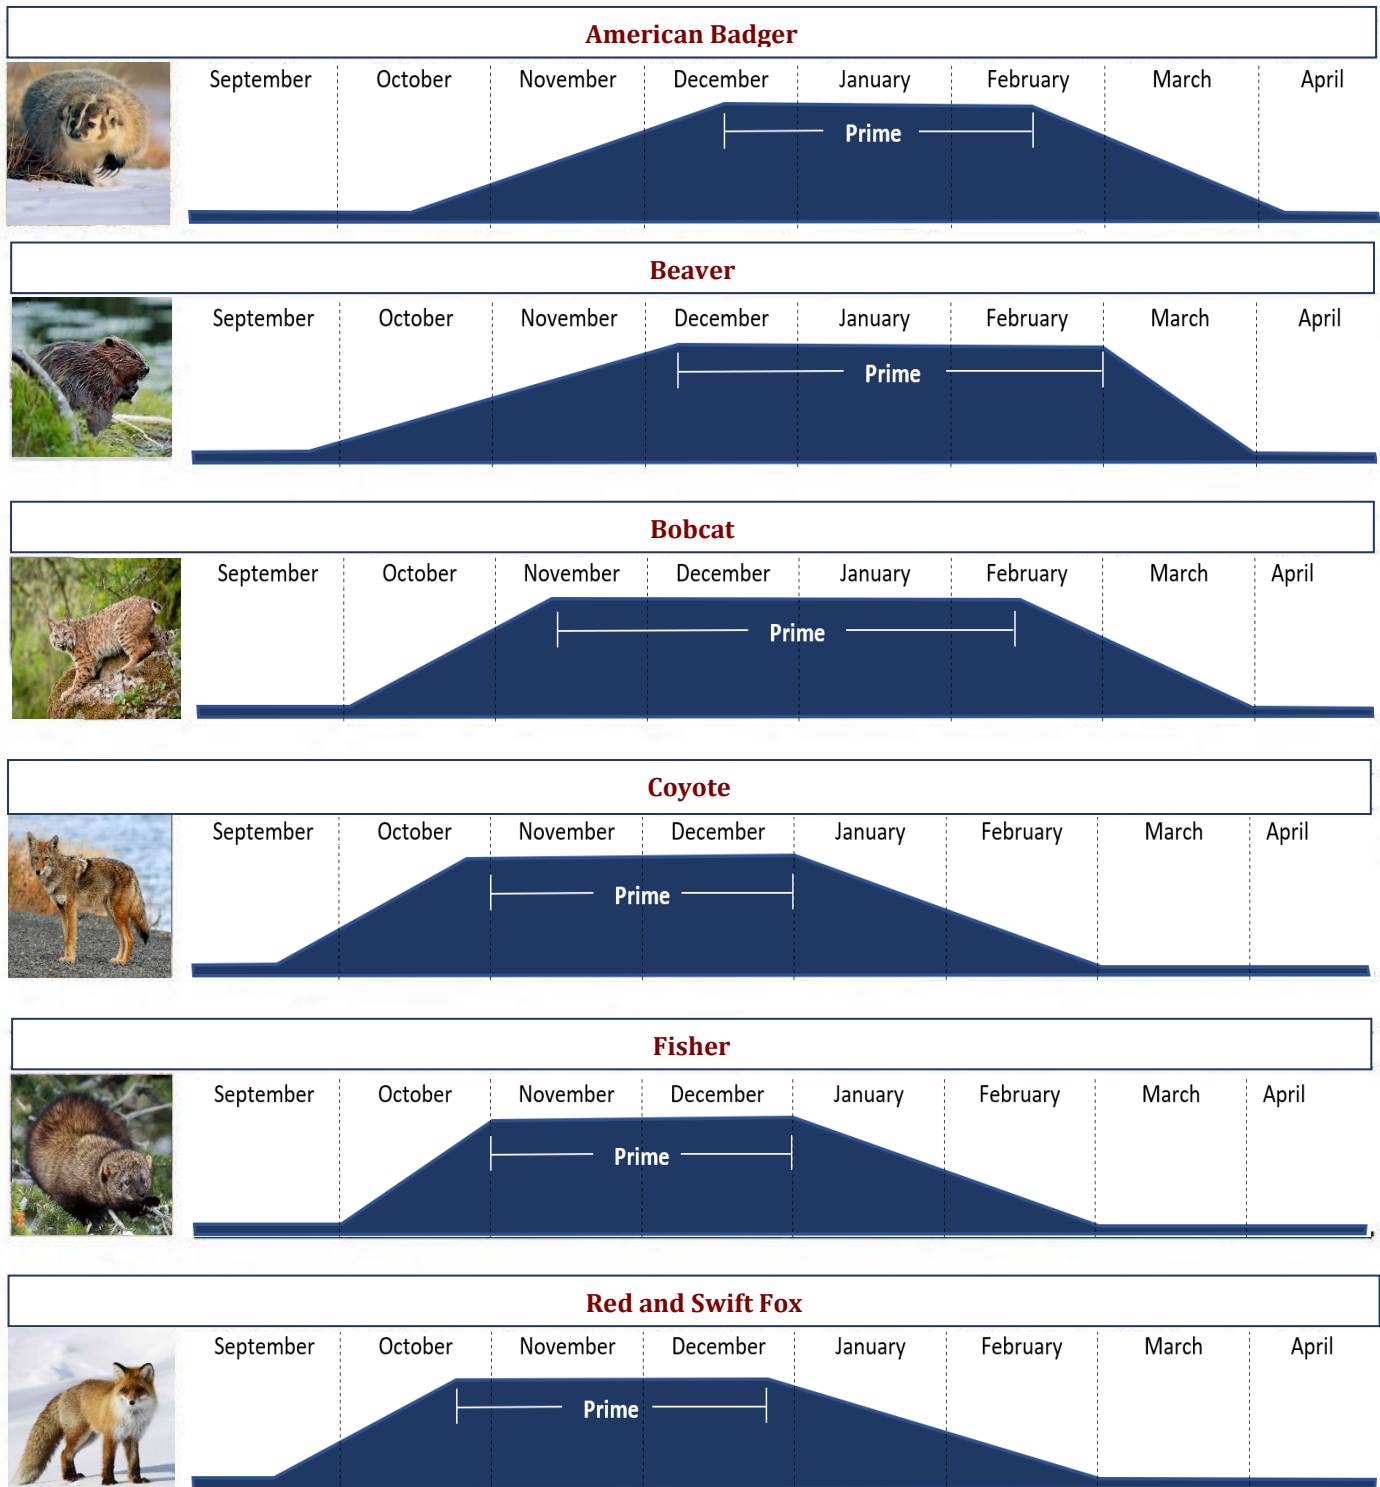 American Badger
September October November December January February March April
Prime
Beaver
September October November December January February March April
Prime
Bobcat
September October November December January February March April
Prime
Coyote
September October November December January February March April
Prime
Fisher
September October November December January February March April
Prime
Red and Swift Fox
September October November December January February March April
Prime